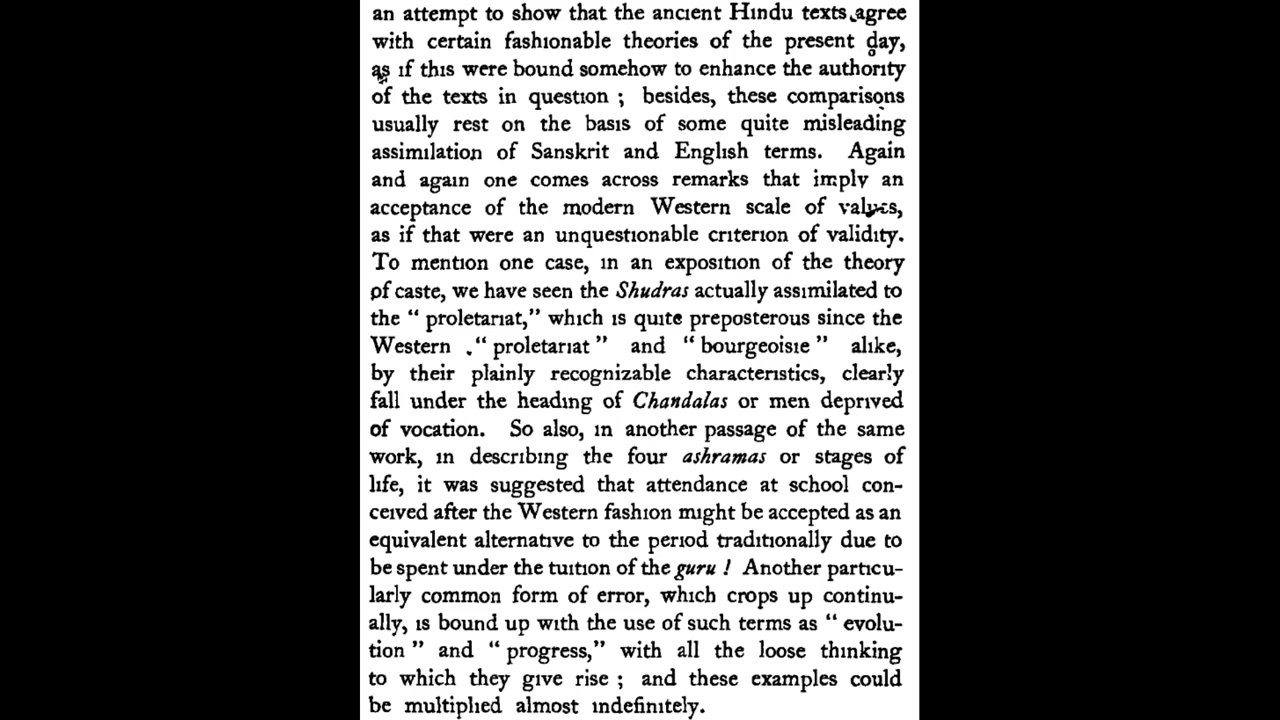 an attempt to show that the ancient Hindu texts agree
with certain fashionable theories of the present day,
as if this were bound somehow to enhance the authority
of the texts in question ; besides, these comparisons
usually rest on the basis of some quite misleading
assimilation of Sanskrit and English terms. Again
and again one comes across remarks that imply an
acceptance of the modern Western scale of values,
as if that were an unquestionable criterion of validity.
To mention one case, in an exposition of the theory
of caste, we have seen the Shudras actually assimilated to
the “ proletariat,” which is quite preposterous since the
Western “ proletariat ” and “ bourgeoisie ” alike,
by their plainly recognizable characteristics, clearly
fall under the heading of Chandalas or men deprived
of vocation. So also, in another passage of the same
work, in describing the four ashramas or stages of
life, it was suggested that attendance at school con-
ceived after the Western fashion might be accepted as an
equivalent alternative to the period traditionally due to
be spent under the tuition of the guru ! Another particu-
larly common form of error, which crops up continu-
ally, is bound up with the use of such terms as “ evolu-
tion ” and “ progress,” with all the loose thinking
to which they give rise ; and these examples could
be multiplied almost indefinitely.